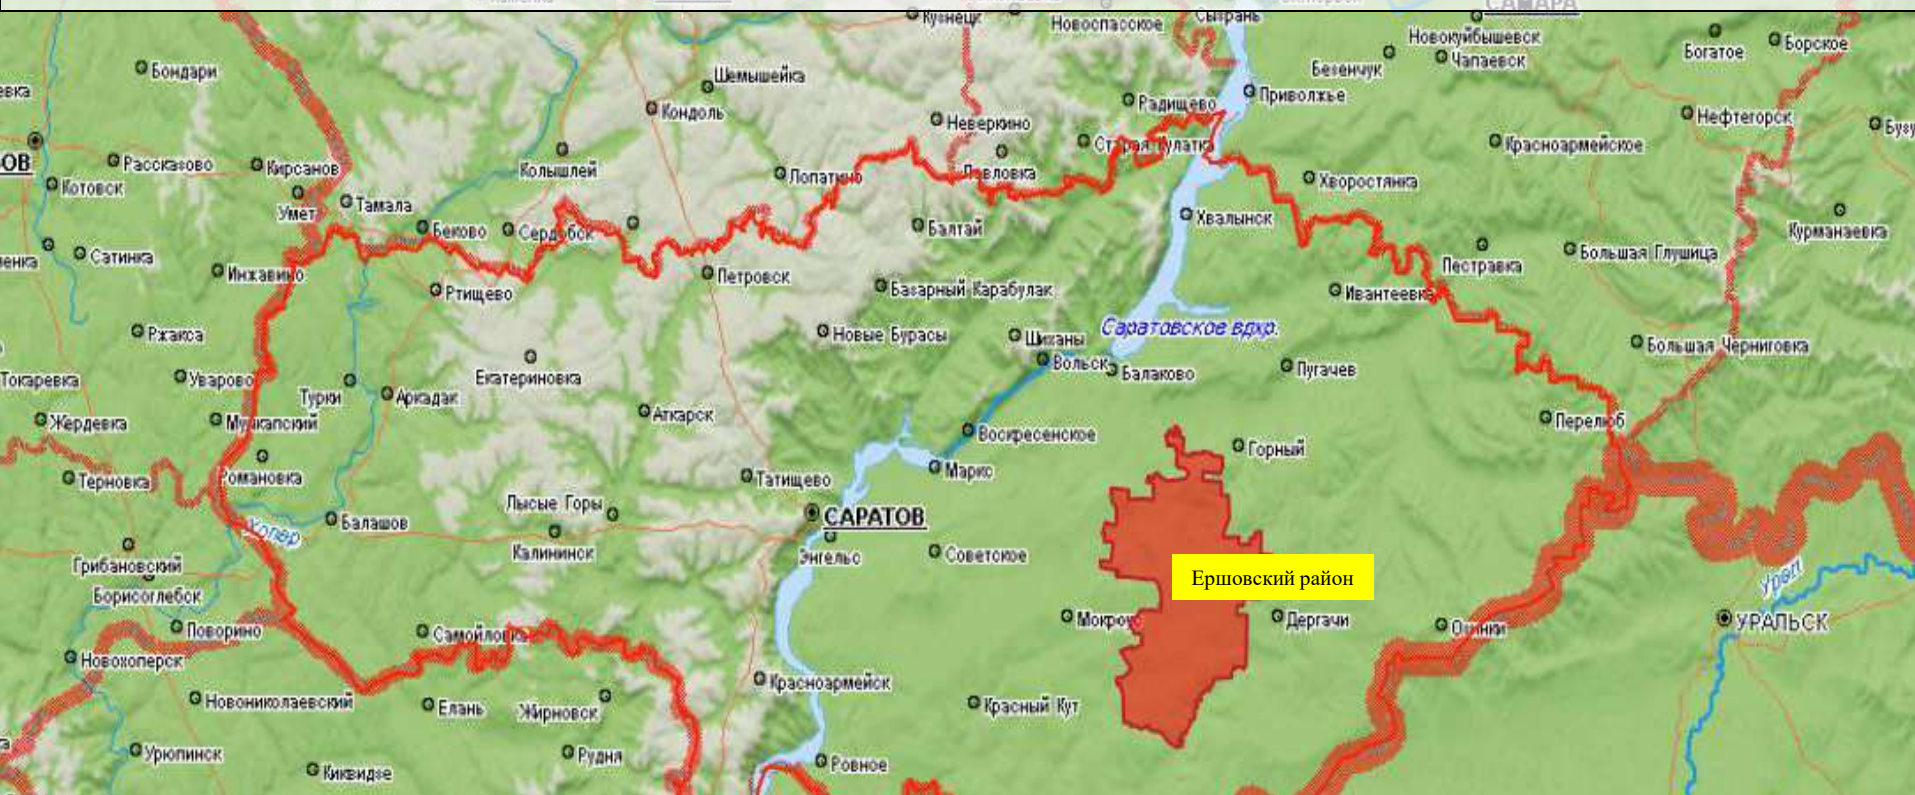 Кузнецк
Новоспасское
Сызрань
САМАРА
Новокуйбышевск
Чапаевск
Безенчук
Богатое
Борское
Бондари
Шемышейка
Кондоль
Неверкино
Радищево
Приволжье
Нефтегорск
Бузу
евка
ОВ
Рассказово
Кирсанов
Котовск
Колышлей
Лопатино
Павловка
Старая Кулатка
Красноармейское
Хворостянка
Умет
Тамала
Беково
Сердобск
Балтай
Хвалынск
Курманаевка
енка
Сатинка
Инжавино
Ртищево
Петровск
Базарный Карабулак
Ивантеевка
Пестравка
Большая Глушица
Ржакса
Новые Бурасы
Шиханы
Саратовское вдхр.
Большая Черниговка
Токаревка
Уварово
Турки
Аркадак
Екатериновка
Вольск
Балаково
Пугачев
Жердевка
Мучкапский
Аткарск
Воскресенское
Перелюб
Терновка
Романовка
Татищево
Маркс
Горный
Лысые Горы
Хопер
Балашов
Калининск
САРАТОВ
Энгельс
Советское
Грибановский
Борисоглебск
Ершовский район
Урал
Поворино
Самойловка
Мокроу
Дергачи
Озинки
УРАЛЬСК
Новохоперск
Новониколаевский
Елань
Жирновск
Красноармейск
Красный Кут
Урюпинск
Киквидзе
Рудня
Ровное